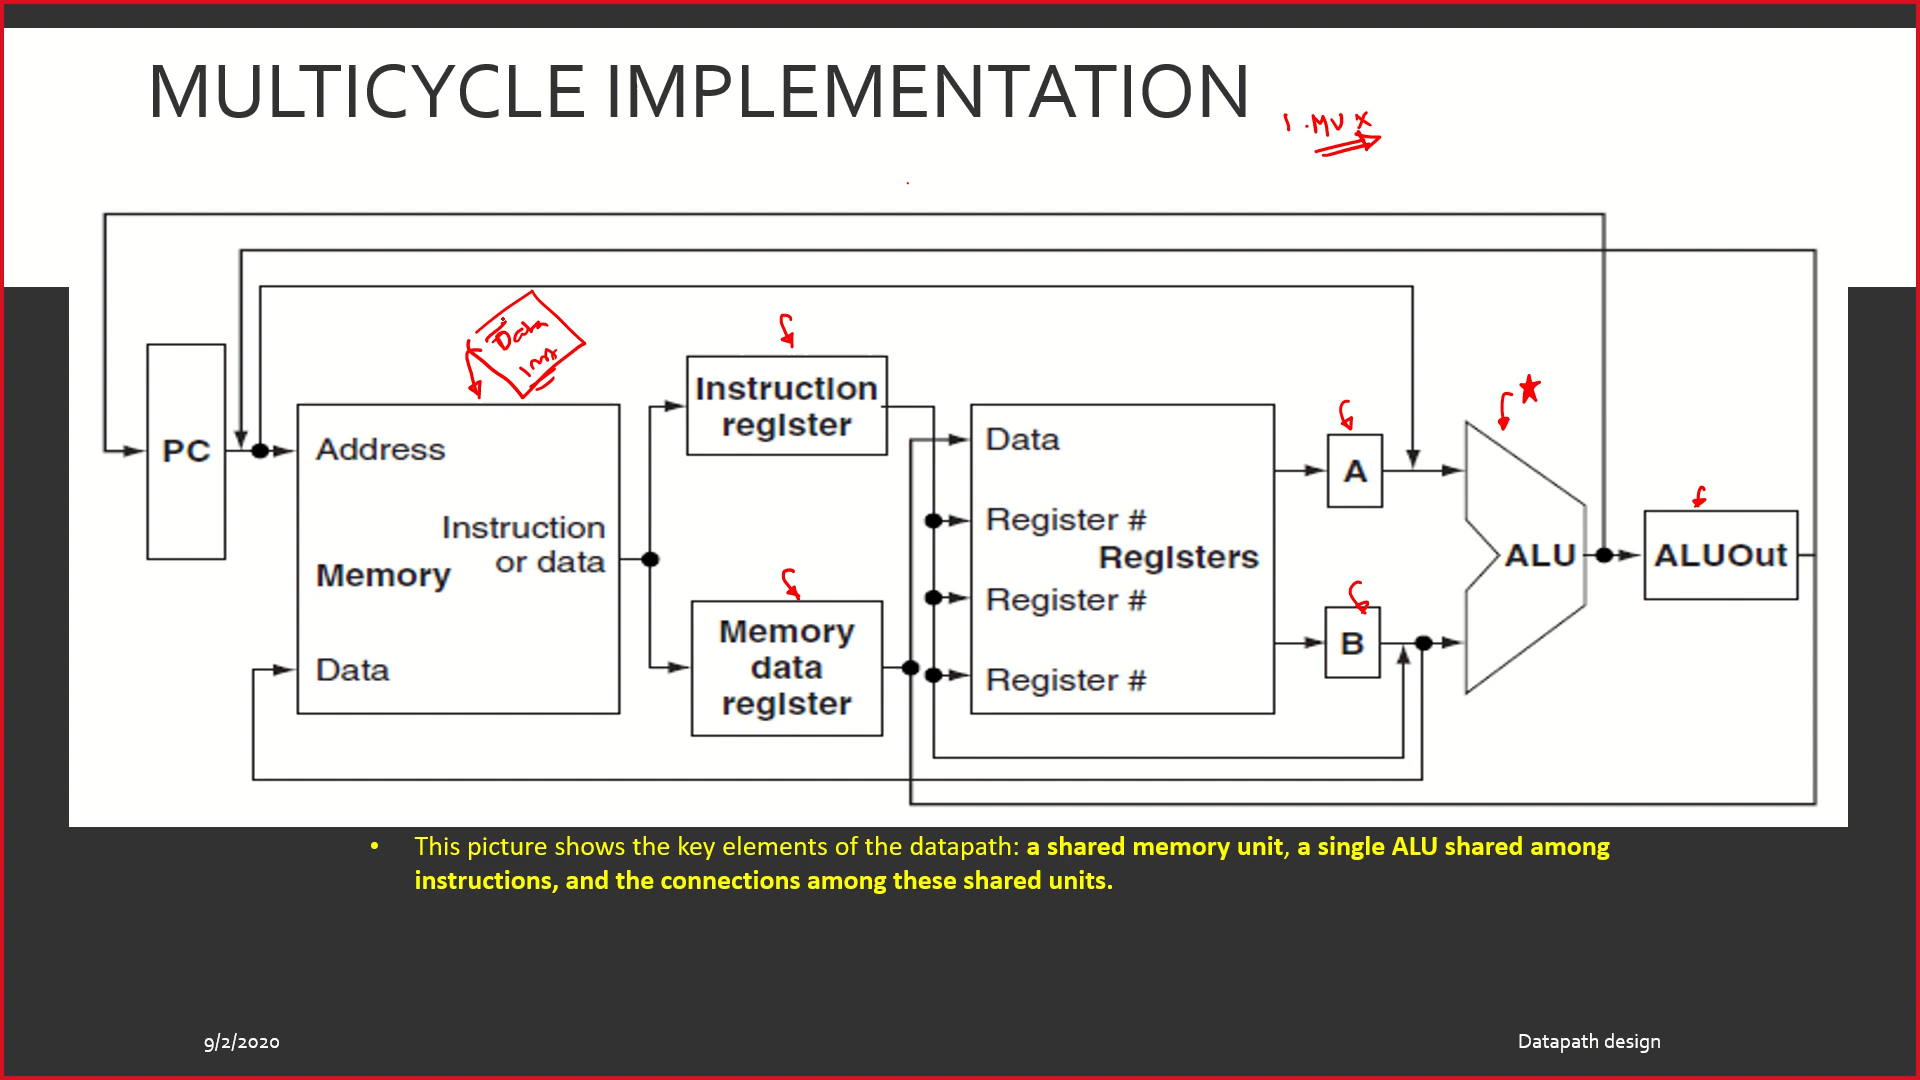 MULTICYCLE IMPLEMENTATION
1. MUX
Data
Ins
PC
Address
Instruction
or data
Memory
Data
Instruction
register
Memory
data
register
Data
Register #
Registers
Register #
Register #
A
B
ALU
ALUOut
• This picture shows the key elements of the datapath: a shared memory unit, a single ALU shared among
instructions, and the connections among these shared units.
9/2/2020
Datapath design